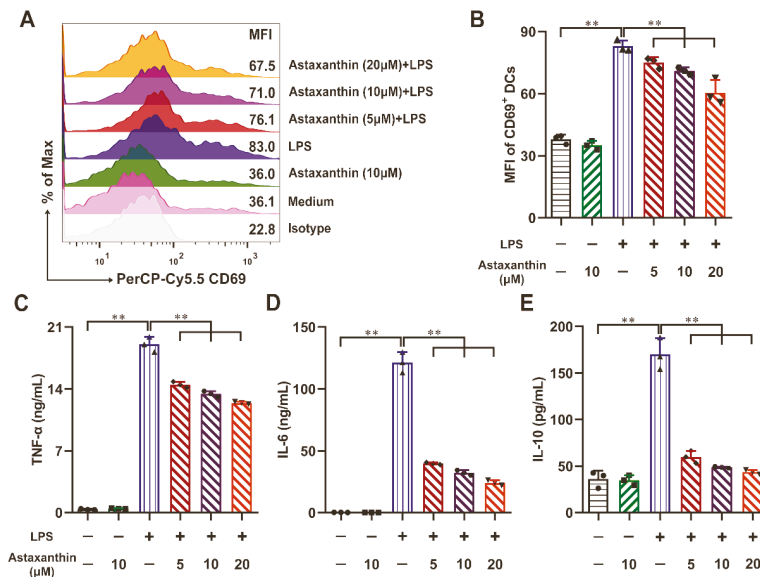 A
MFI
67.5 Astaxanthin (20μM)+LPS
71.0 Astaxanthin (10μM)+LPS
76.1 Astaxanthin (5μM)+LPS
83.0 LPS
36.0 Astaxanthin (10μM)
36.1 Medium
22.8 Isotype
% of Max
10¹ 10² 10³
PerCP-Cy5.5 CD69
B
MFI of CD69⁺ DCs
90
60
30
0
** **
LPS − − + + + +
Astaxanthin (μM) − 10 − 5 10 20
C
TNF-α (ng/mL)
21
14
7
0
** **
LPS − − + + + +
Astaxanthin (μM) − 10 − 5 10 20
D
IL-6 (ng/mL)
150
100
50
0
** **
− − + + + +
− 10 − 5 10 20
E
IL-10 (pg/mL)
200
150
100
50
0
** **
− − + + + +
− 10 − 5 10 20